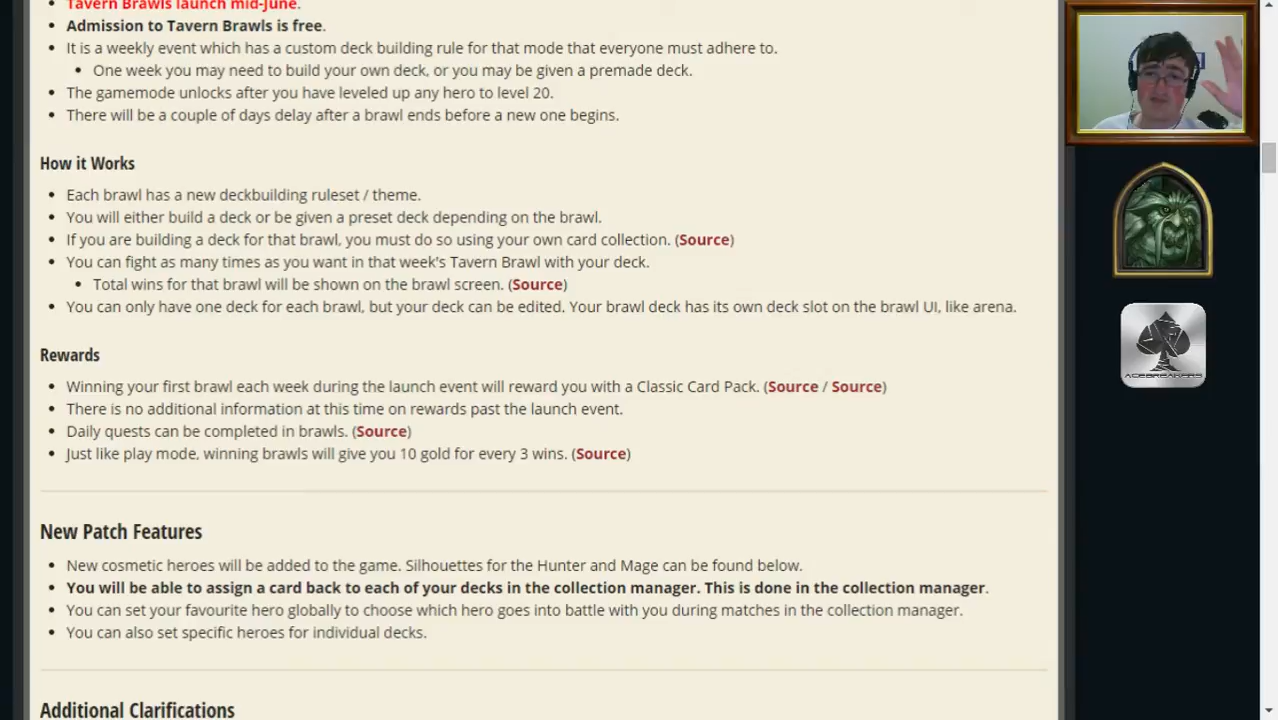 Tavern Brawls launch mid-June.
Admission to Tavern Brawls is free.
It is a weekly event which has a custom deck building rule for that mode that everyone must adhere to.
One week you may need to build your own deck, or you may be given a premade deck.
The gamemode unlocks after you have leveled up any hero to level 20.
There will be a couple of days delay after a brawl ends before a new one begins.
How it Works
Each brawl has a new deckbuilding ruleset / theme.
You will either build a deck or be given a preset deck depending on the brawl.
If you are building a deck for that brawl, you must do so using your own card collection. (Source)
You can fight as many times as you want in that week's Tavern Brawl with your deck.
Total wins for that brawl will be shown on the brawl screen. (Source)
You can only have one deck for each brawl, but your deck can be edited. Your brawl deck has its own deck slot on the brawl UI, like arena.
Rewards
Winning your first brawl each week during the launch event will reward you with a Classic Card Pack. (Source / Source)
There is no additional information at this time on rewards past the launch event.
Daily quests can be completed in brawls. (Source)
Just like play mode, winning brawls will give you 10 gold for every 3 wins. (Source)
New Patch Features
New cosmetic heroes will be added to the game. Silhouettes for the Hunter and Mage can be found below.
You will be able to assign a card back to each of your decks in the collection manager. This is done in the collection manager.
You can set your favourite hero globally to choose which hero goes into battle with you during matches in the collection manager.
You can also set specific heroes for individual decks.
Additional Clarifications
ACEBREAKERS